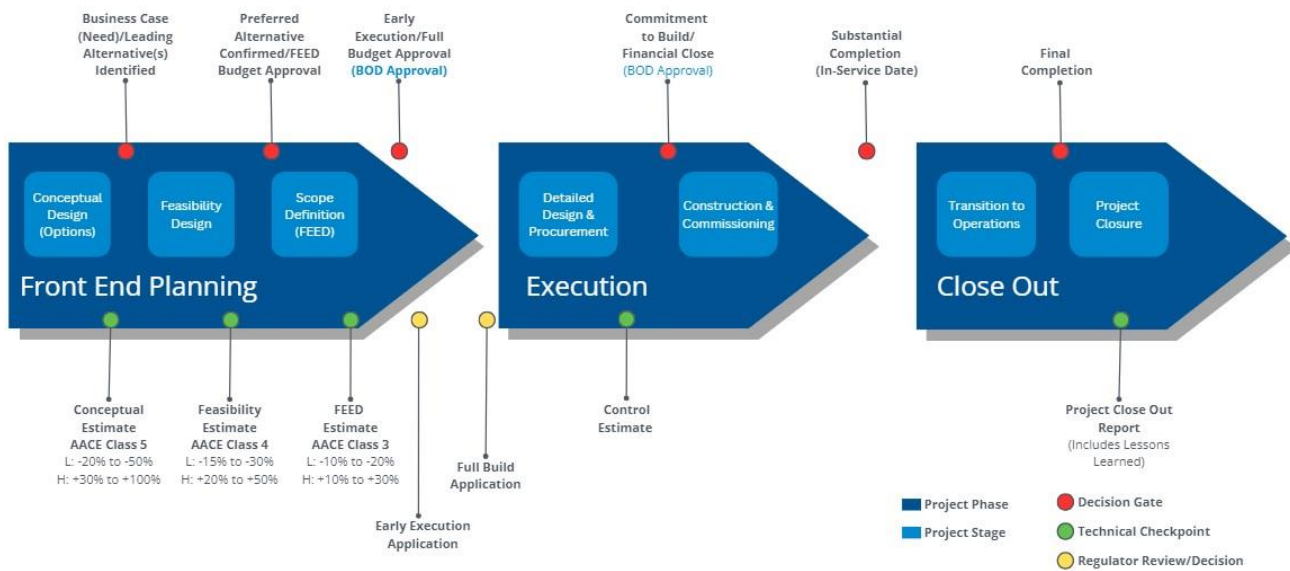 Business Case
(Need)/Leading
Alternative(s)
Identified
Preferred
Alternative
Confirmed/FEED
Budget Approval
Early
Execution/Full
Budget Approval
(BOD Approval)
Commitment
to Build/
Financial Close
(BOD Approval)
Substantial
Completion
(In-Service Date)
Final
Completion
Conceptual
Design
(Options)
Feasibility
Design
Scope
Definition
(FEED)
Front End Planning
Detailed
Design &
Procurement
Construction &
Commissioning
Execution
Transition to
Operations
Project
Closure
Close Out
Conceptual
Estimate
AACE Class 5
L: -20% to -50%
H: +30% to +100%
Feasibility
Estimate
AACE Class 4
L: -15% to -30%
H: +20% to +50%
FEED
Estimate
AACE Class 3
L: -10% to -20%
H: +10% to +30%
Early Execution
Application
Full Build
Application
Control
Estimate
Project Close Out
Report
(Includes Lessons
Learned)
Project Phase
Project Stage
Decision Gate
Technical Checkpoint
Regulator Review/Decision